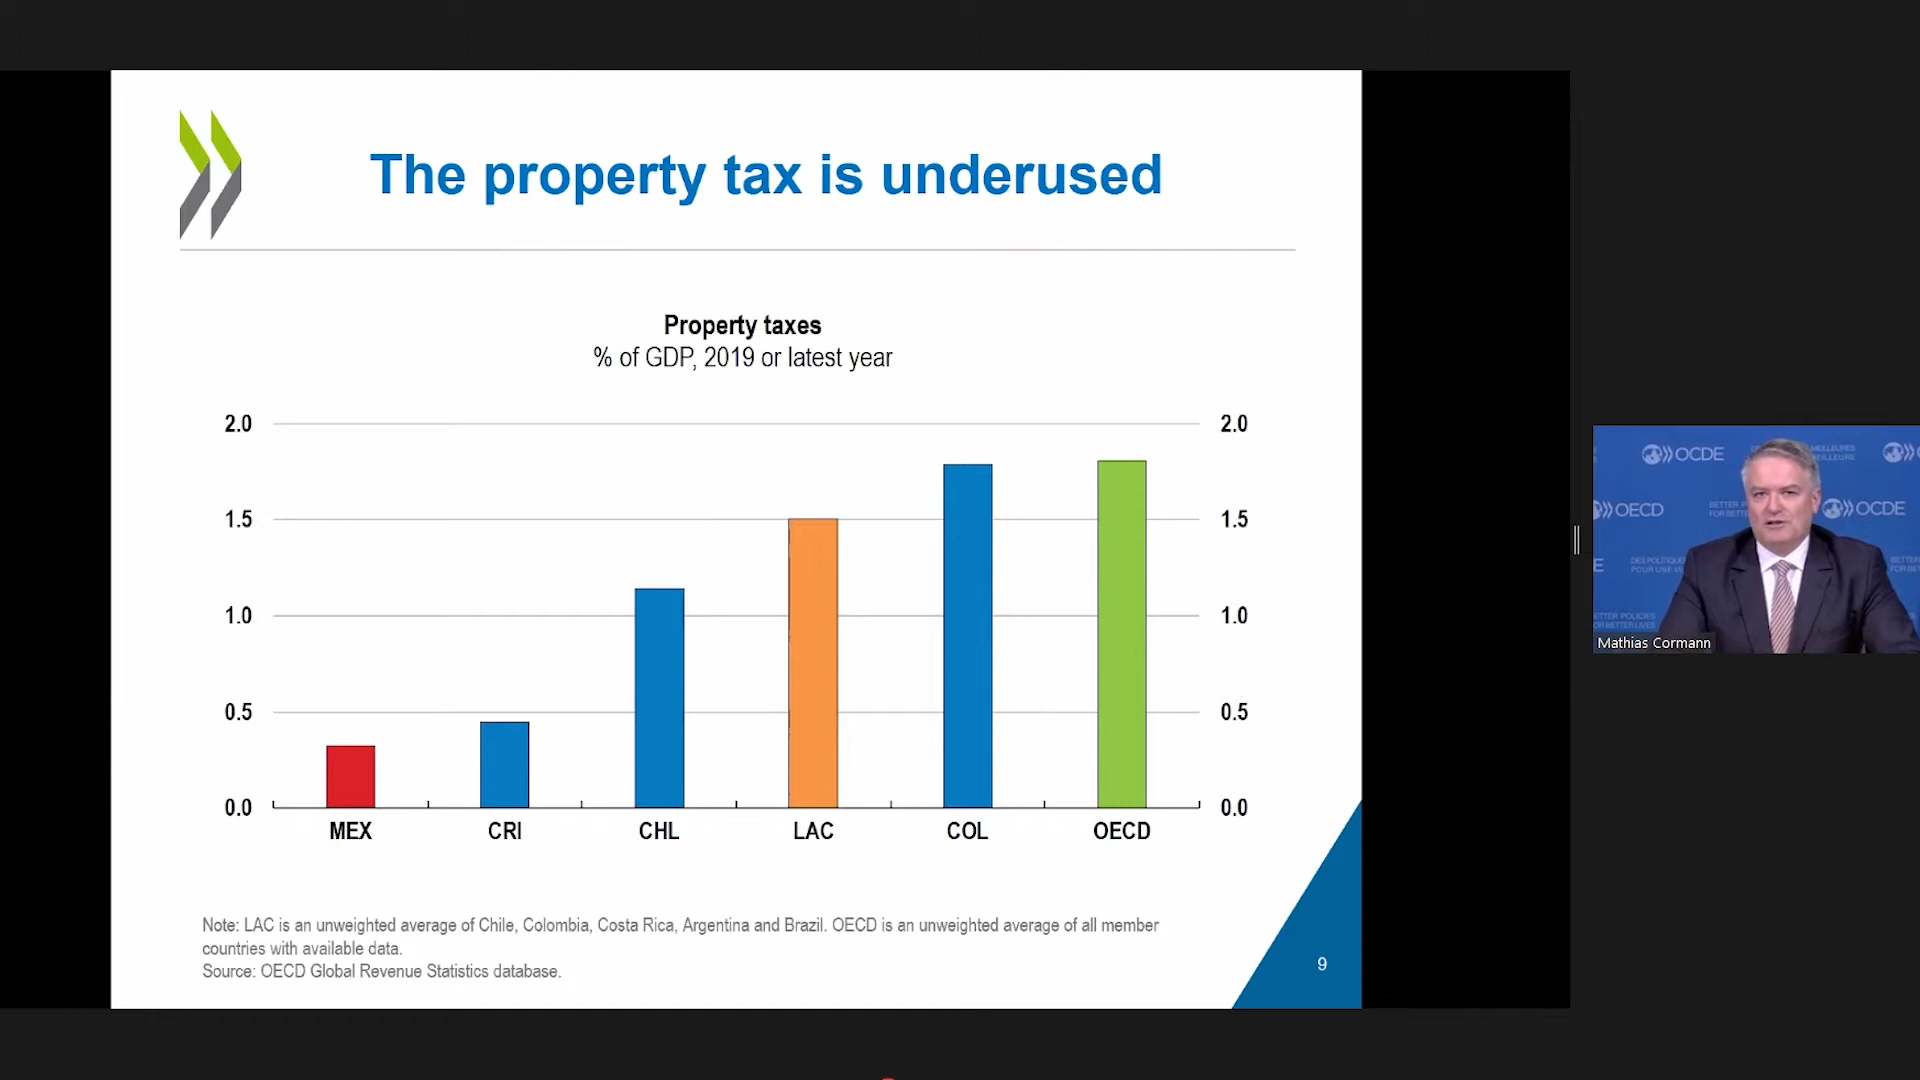 The property tax is underused
Property taxes
% of GDP, 2019 or latest year
2.0 2.0
1.5 1.5
1.0 1.0
0.5 0.5
0.0 0.0
MEX CRI CHL LAC COL OECD
Note: LAC is an unweighted average of Chile, Colombia, Costa Rica, Argentina and Brazil. OECD is an unweighted average of all member
countries with available data.
Source: OECD Global Revenue Statistics database.
9
OCDE
OECD
OCDE
Mathias Cormann